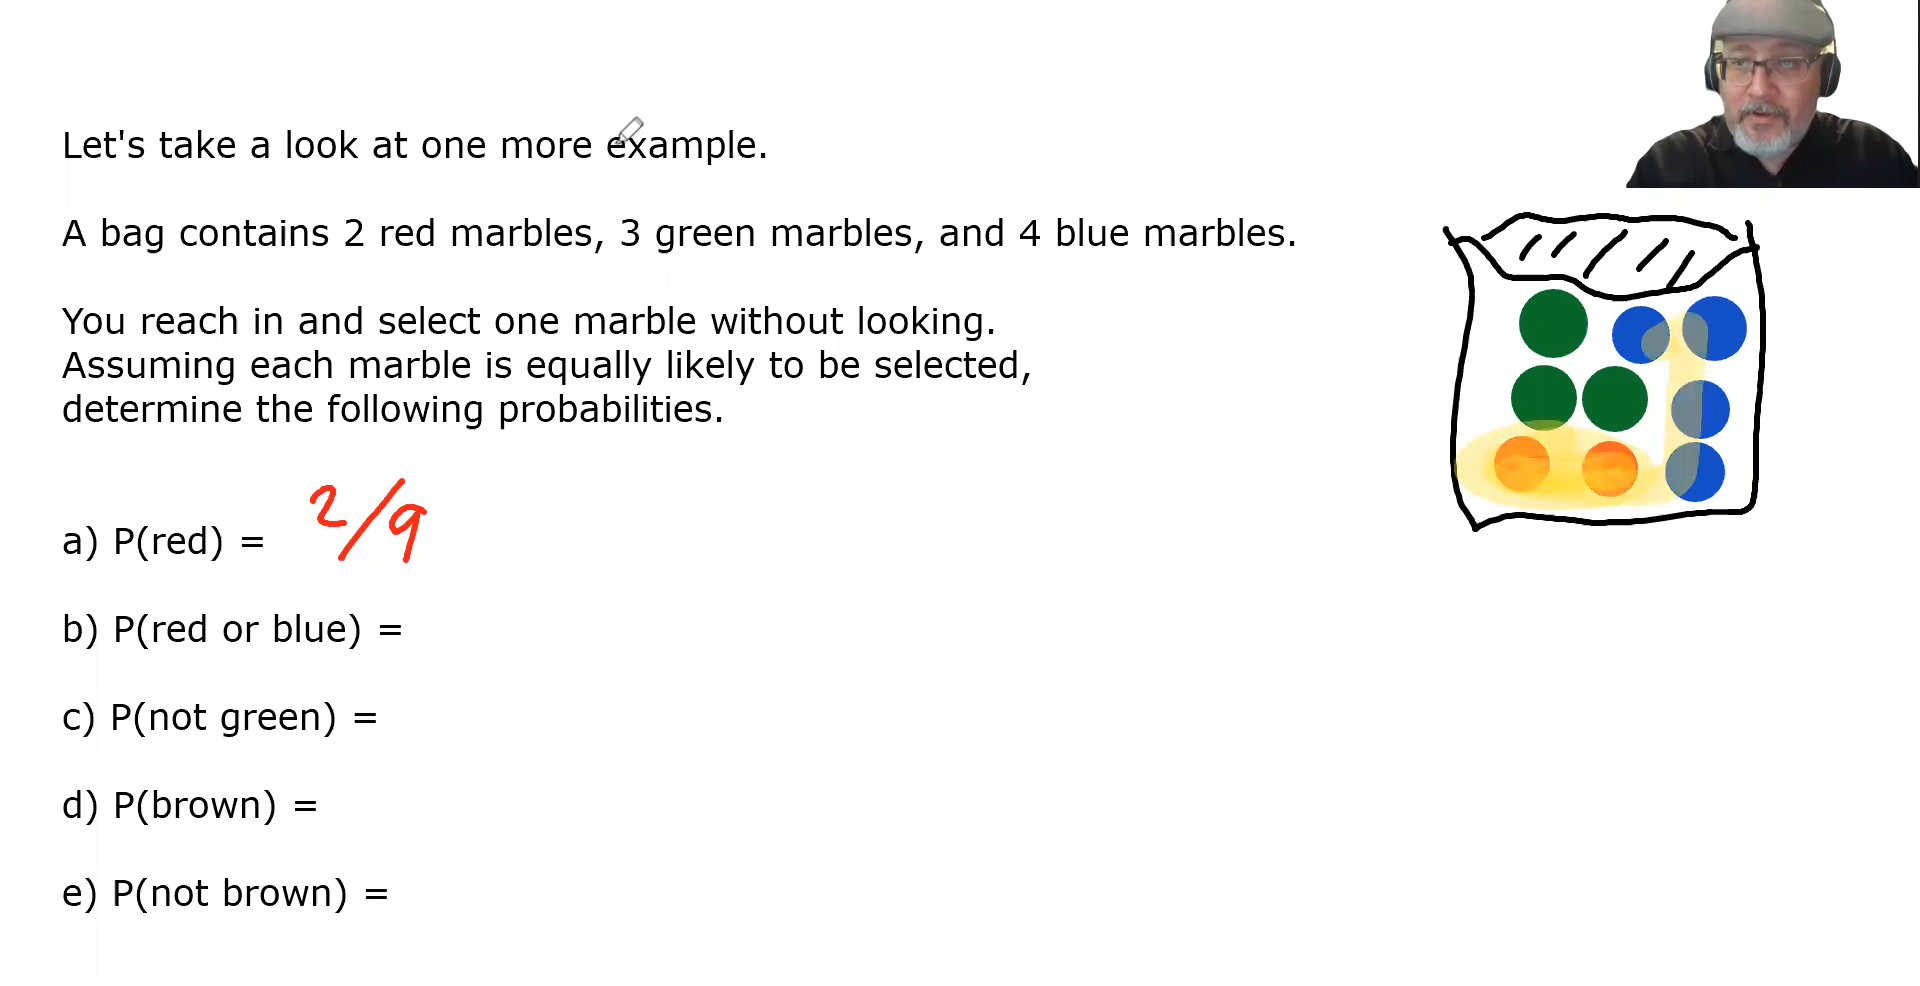 Let's take a look at one more example.
A bag contains 2 red marbles, 3 green marbles, and 4 blue marbles.
You reach in and select one marble without looking.
Assuming each marble is equally likely to be selected,
determine the following probabilities.
a) P(red) = 2/9
b) P(red or blue) =
c) P(not green) =
d) P(brown) =
e) P(not brown) =